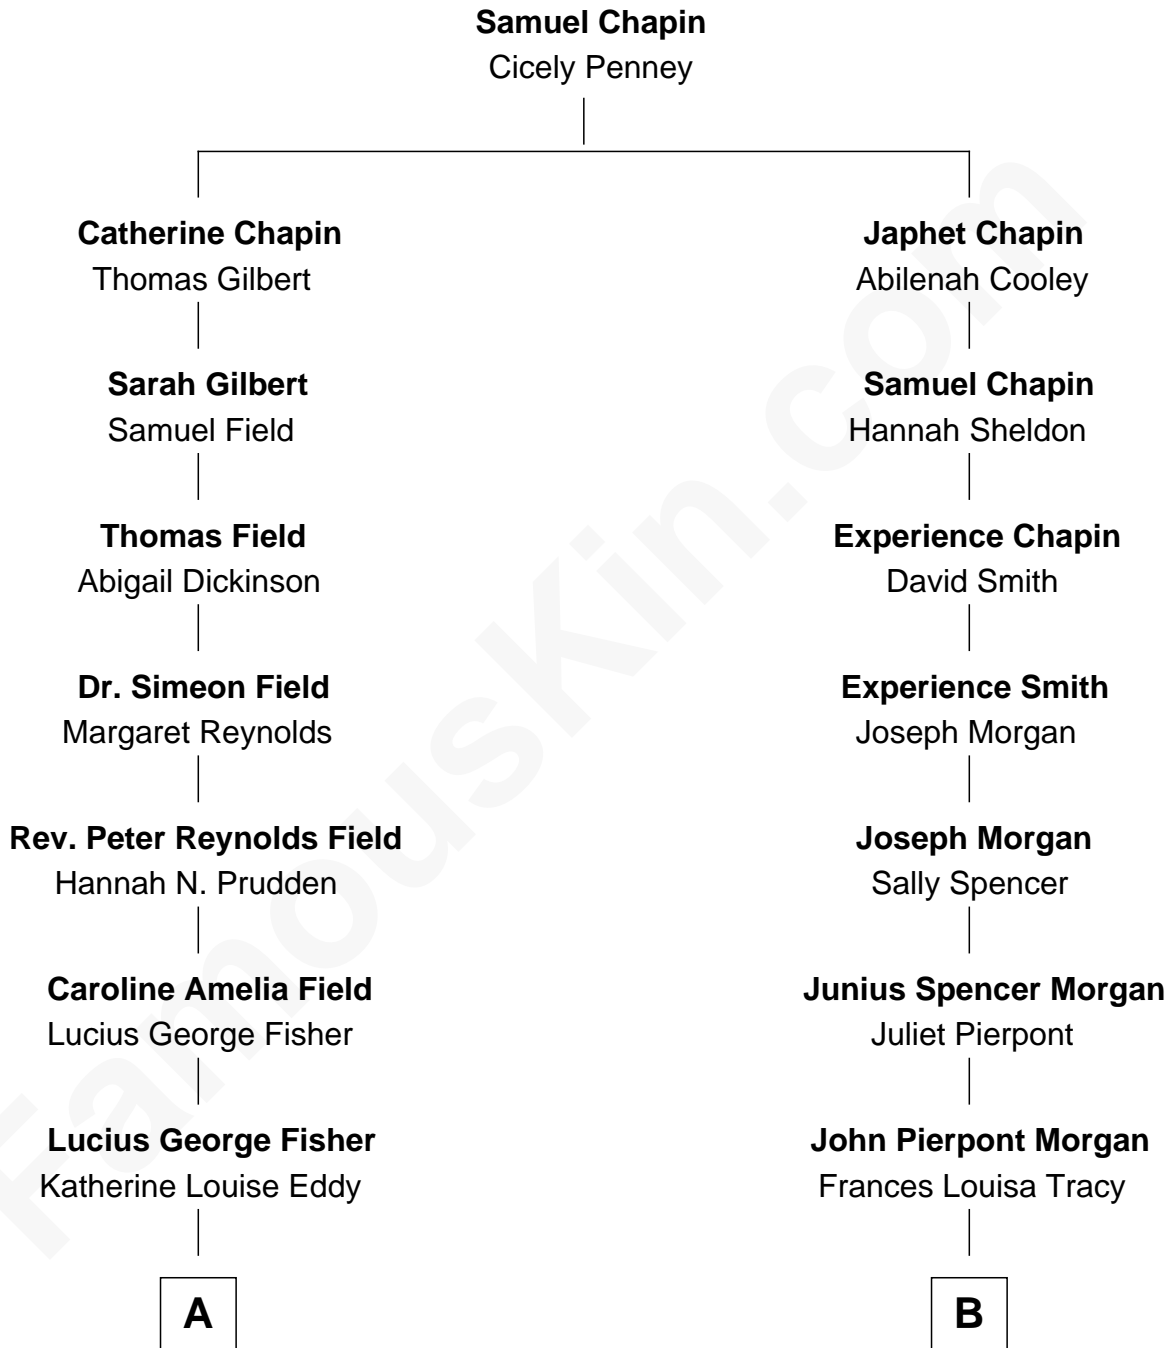 Samuel Chapin
Cicely Penney
Catherine Chapin
Thomas Gilbert
Japhet Chapin
Abilenah Cooley
Sarah Gilbert
Samuel Field
Samuel Chapin
Hannah Sheldon
Thomas Field
Abigail Dickinson
Experience Chapin
David Smith
Dr. Simeon Field
Margaret Reynolds
Experience Smith
Joseph Morgan
Rev. Peter Reynolds Field
Hannah N. Prudden
Joseph Morgan
Sally Spencer
Caroline Amelia Field
Lucius George Fisher
Junius Spencer Morgan
Juliet Pierpont
Lucius George Fisher
Katherine Louise Eddy
John Pierpont Morgan
Frances Louisa Tracy
A
B
FamousKin.com